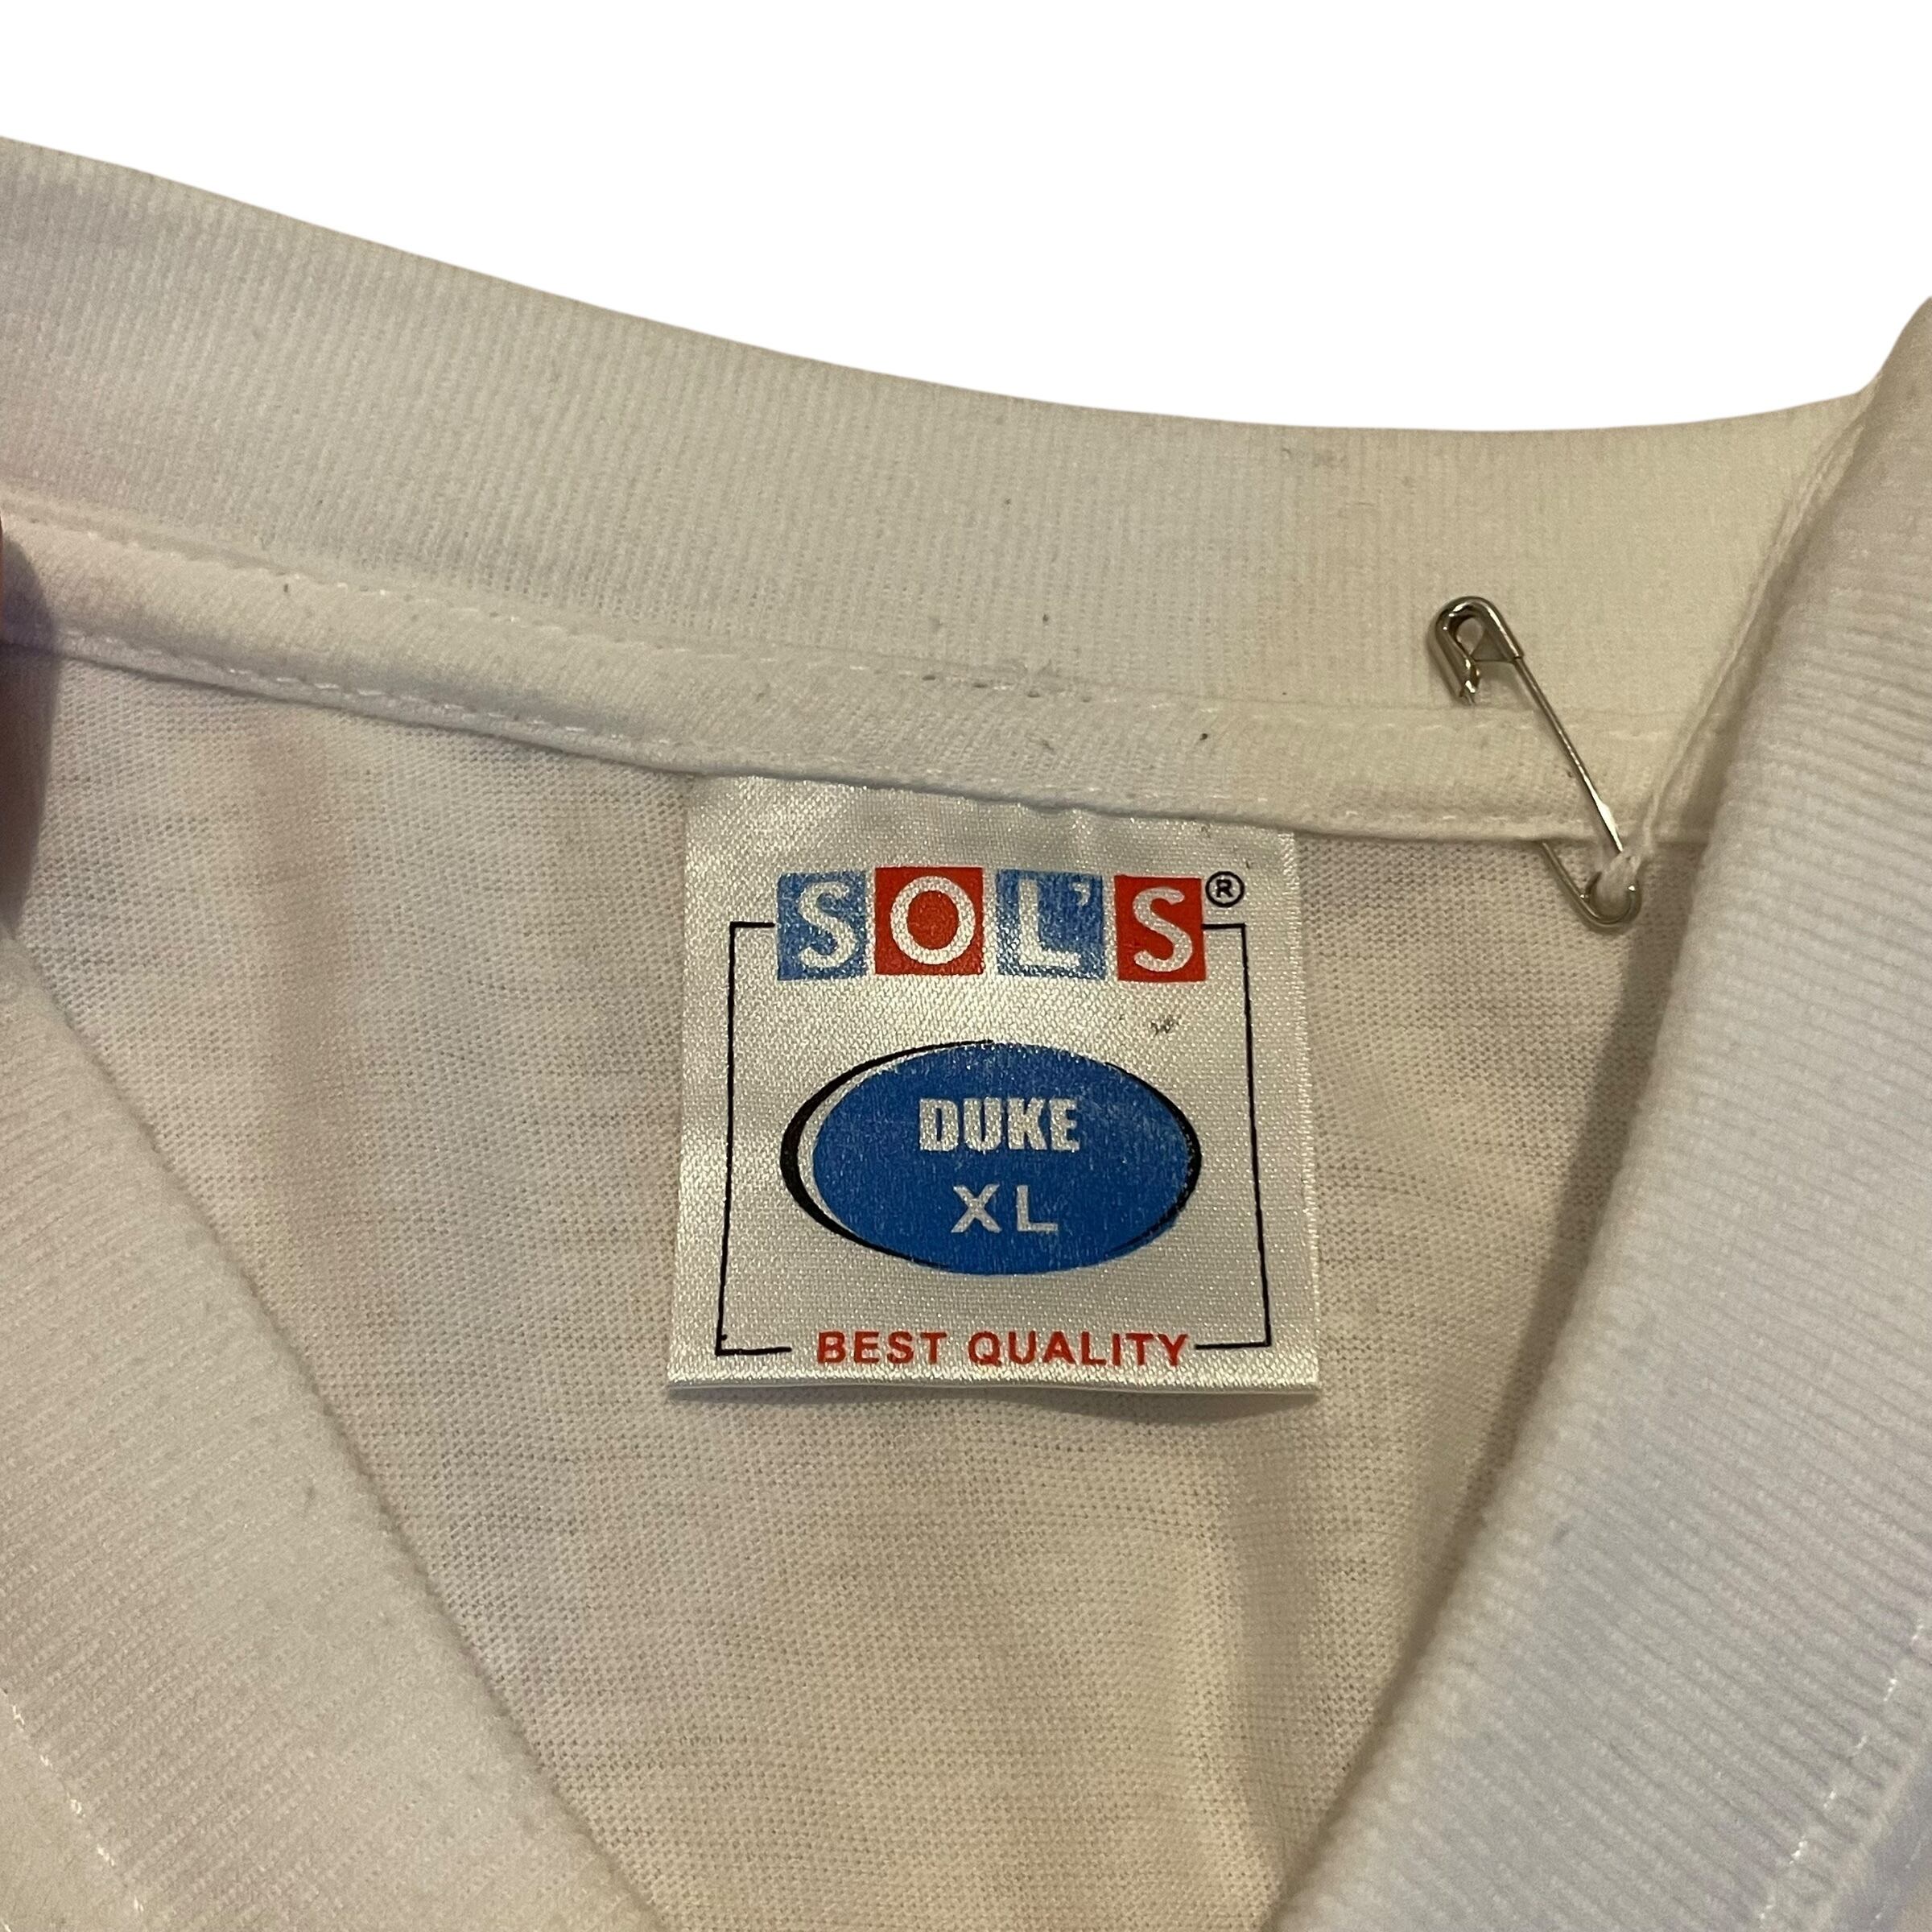 SOL'S®
DUKE
XL
BEST QUALITY